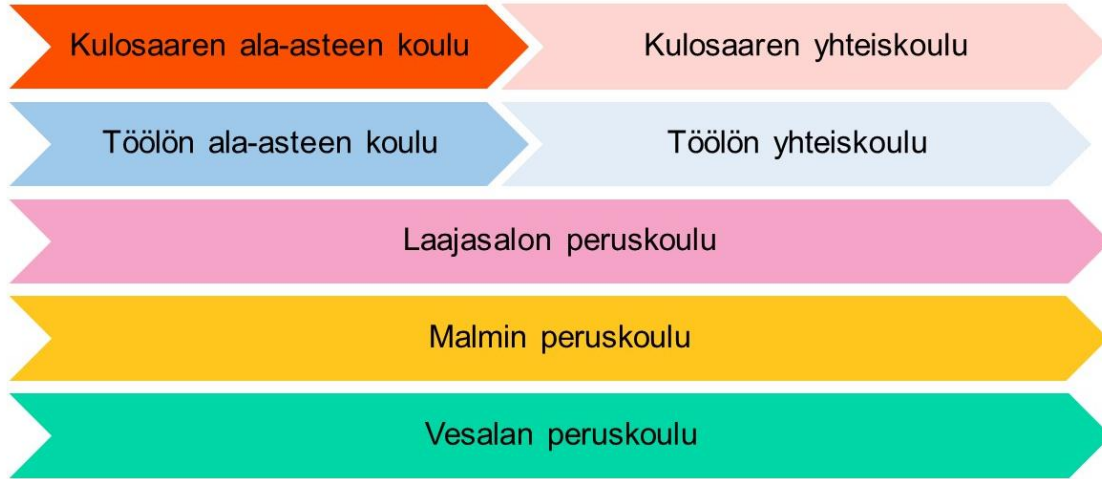 Kulosaaren ala-asteen koulu
Kulosaaren yhteiskoulu
Töölön ala-asteen koulu
Töölön yhteiskoulu
Laajasalon peruskoulu
Malmin peruskoulu
Vesalan peruskoulu